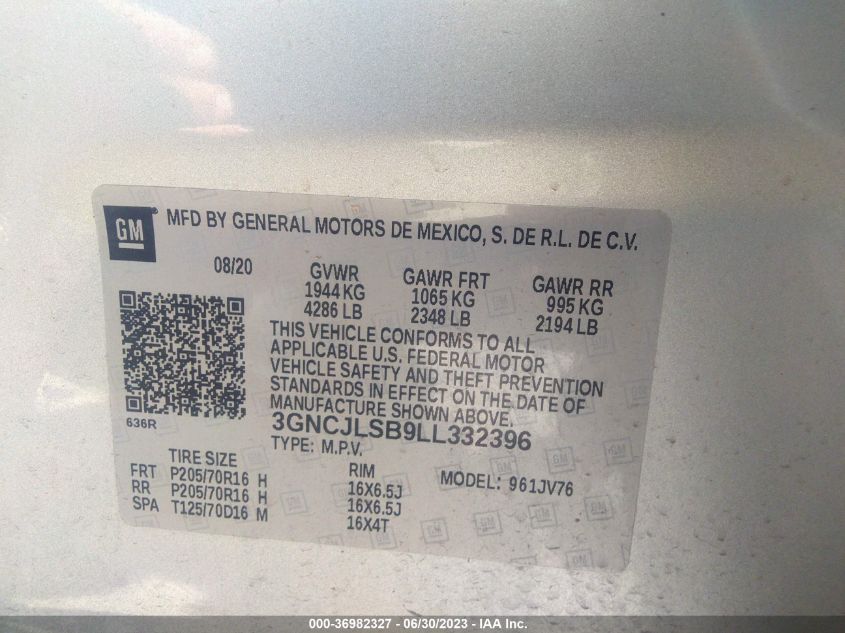 GM
MFD BY GENERAL MOTORS DE MEXICO, S. DE R.L. DE C.V.
08/20 GVWR GAWR FRT GAWR RR
1944 KG 1065 KG 995 KG
4286 LB 2348 LB 2194 LB
THIS VEHICLE CONFORMS TO ALL
APPLICABLE U.S. FEDERAL MOTOR
VEHICLE SAFETY AND THEFT PREVENTION
STANDARDS IN EFFECT ON THE DATE OF
MANUFACTURE SHOWN ABOVE.
636R
3GNCJLSB9LL332396
TYPE: M.P.V.
TIRE SIZE RIM MODEL: 961JV76
FRT P205/70R16 H 16X6.5J
RR P205/70R16 H 16X6.5J
SPA T125/70D16 M 16X4T
000-36982327 - 06/30/2023 - IAA Inc.